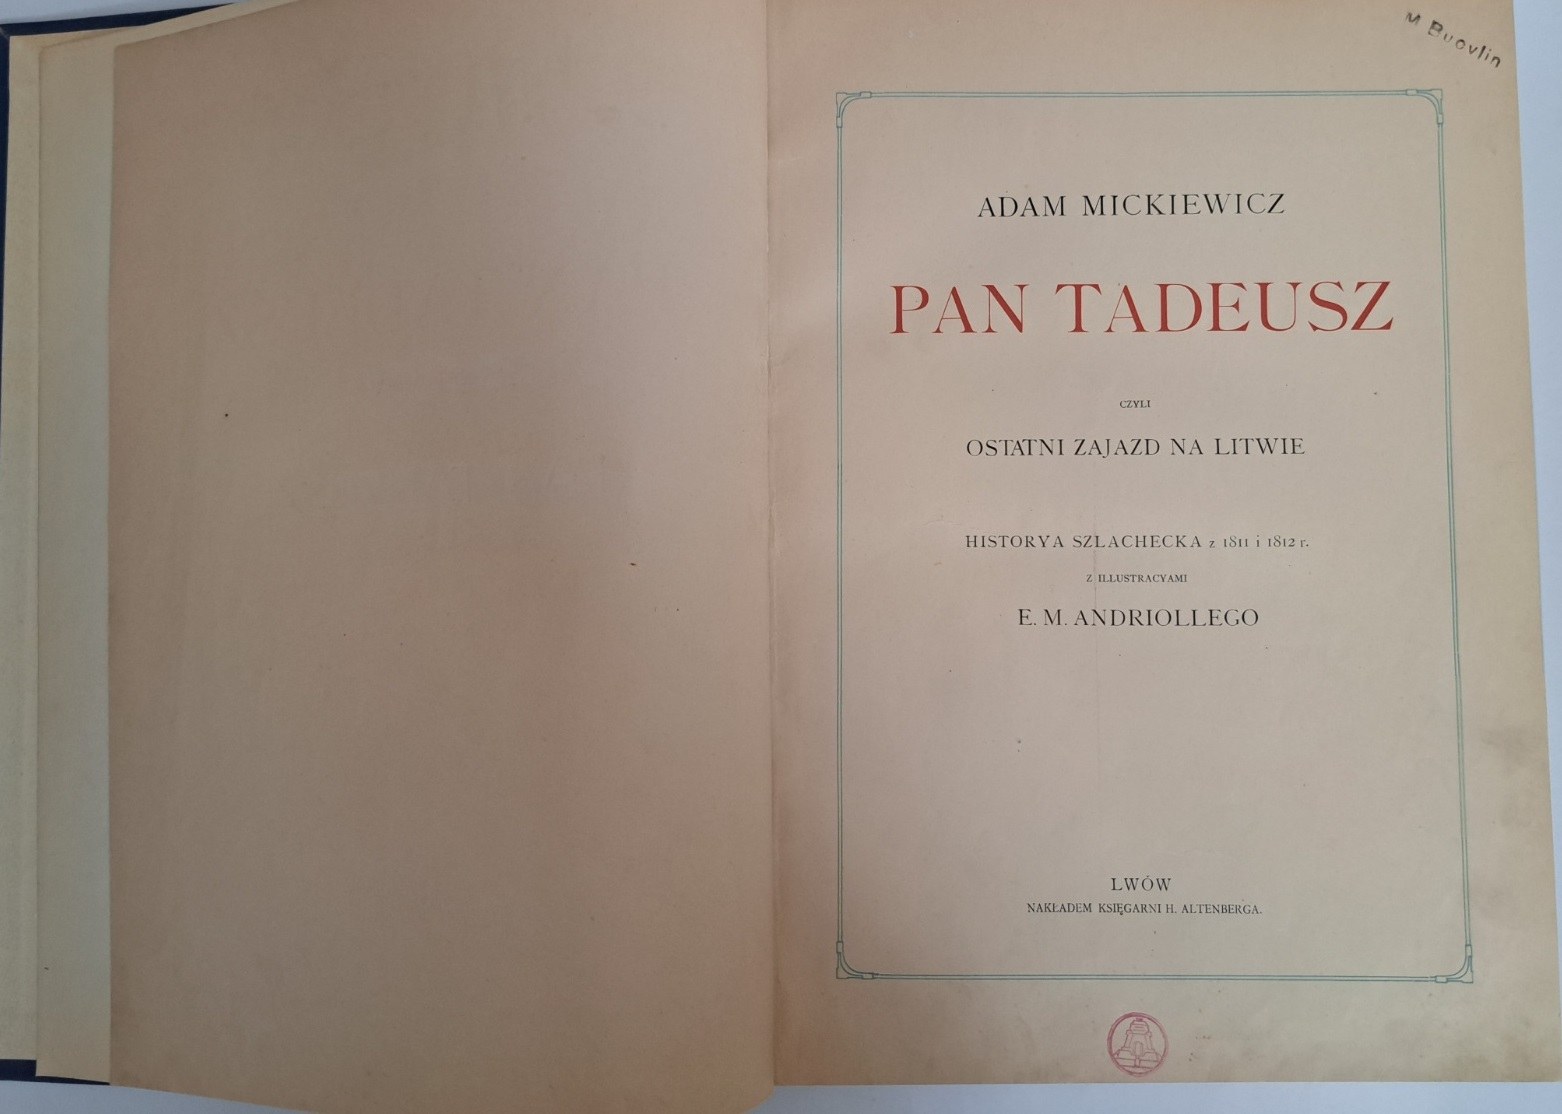 ADAM MICKIEWICZ
PAN TADEUSZ
CZYLI
OSTATNI ZAJAZD NA LITWIE
HISTORYA SZLACHECKA z 1811 i 1812 r.
Z ILLUSTRACYAMI
E. M. ANDRIOLLEGO
LWÓW
NAKŁADEM KSIĘGARNI H. ALTENBERGA.